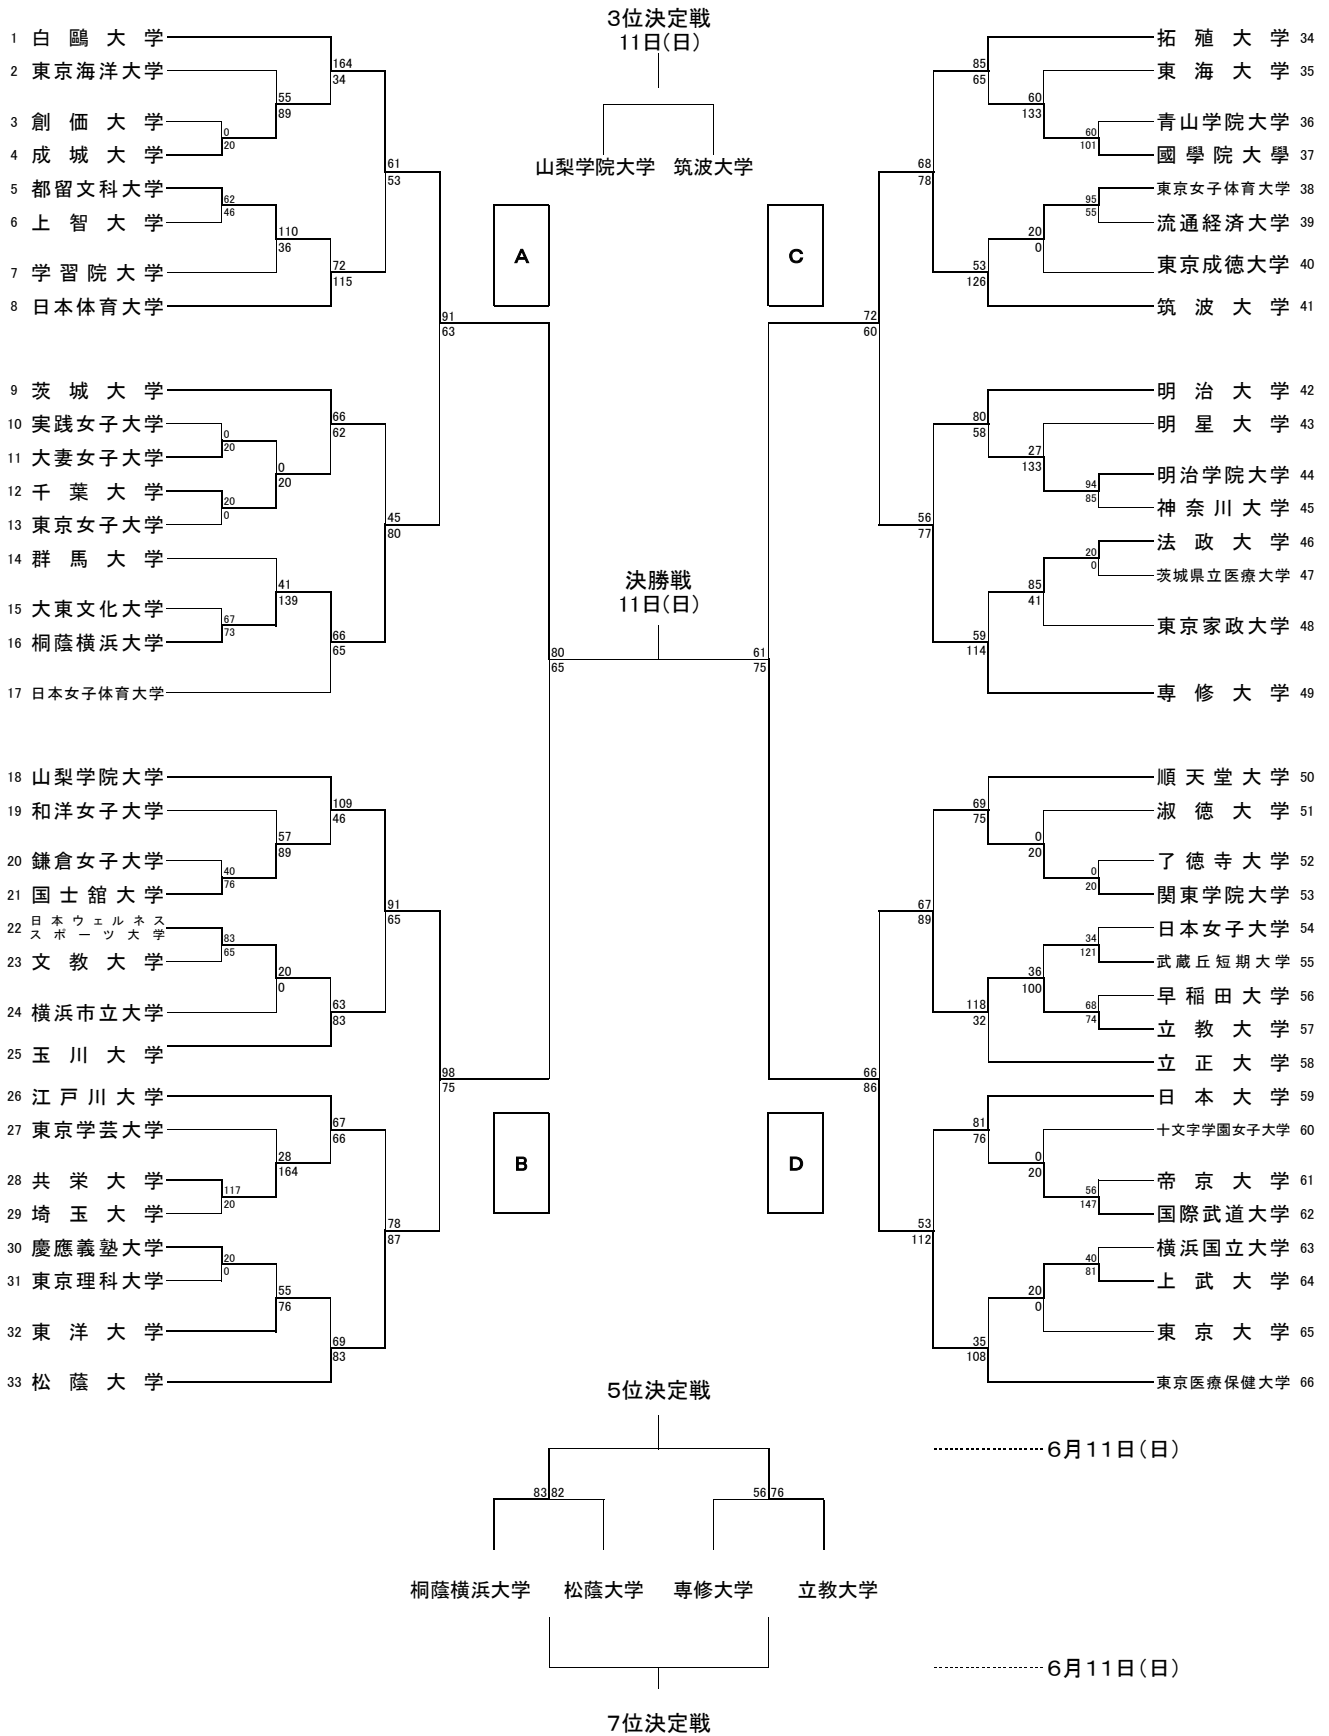 3位決定戦
11日(日)
山梨学院大学 筑波大学
A
B
C
D
決勝戦
11日(日)
80
65
61
75
1 白鷗大学
2 東京海洋大学
3 創価大学
4 成城大学
5 都留文科大学
6 上智大学
7 学習院大学
8 日本体育大学
164
34
55
89
0
20
61
53
62
46
110
36
72
115
91
63
9 茨城大学
10 実践女子大学
11 大妻女子大学
12 千葉大学
13 東京女子大学
14 群馬大学
15 大東文化大学
16 桐蔭横浜大学
17 日本女子体育大学
66
62
0
20
0
20
20
0
45
80
41
139
67
73
66
65
18 山梨学院大学
19 和洋女子大学
20 鎌倉女子大学
21 国士舘大学
22 日本ウェルネス
スポーツ大学
23 文教大学
24 横浜市立大学
25 玉川大学
109
46
57
89
40
76
91
65
83
65
20
0
63
83
98
75
26 江戸川大学
27 東京学芸大学
28 共栄大学
29 埼玉大学
30 慶應義塾大学
31 東京理科大学
32 東洋大学
33 松蔭大学
67
66
28
164
117
20
78
87
20
0
55
76
69
83
拓殖大学 34
東海大学 35
青山学院大学 36
國學院大學 37
東京女子体育大学 38
流通経済大学 39
東京成徳大学 40
筑波大学 41
85
65
60
133
60
101
68
78
95
55
20
0
53
126
72
60
明治大学 42
明星大学 43
明治学院大学 44
神奈川大学 45
法政大学 46
茨城県立医療大学 47
東京家政大学 48
専修大学 49
80
58
27
133
94
85
56
77
20
0
85
41
59
114
順天堂大学 50
淑徳大学 51
了徳寺大学 52
関東学院大学 53
日本女子大学 54
武蔵丘短期大学 55
早稲田大学 56
立教大学 57
立正大学 58
69
75
0
20
0
20
67
89
34
121
36
100
68
74
118
32
66
86
日本大学 59
十文字学園女子大学 60
帝京大学 61
国際武道大学 62
横浜国立大学 63
上武大学 64
東京大学 65
東京医療保健大学 66
81
76
0
20
56
147
53
112
40
81
20
0
35
108
5位決定戦
6月11日(日)
83 82
56 76
桐蔭横浜大学 松蔭大学 専修大学 立教大学
6月11日(日)
7位決定戦